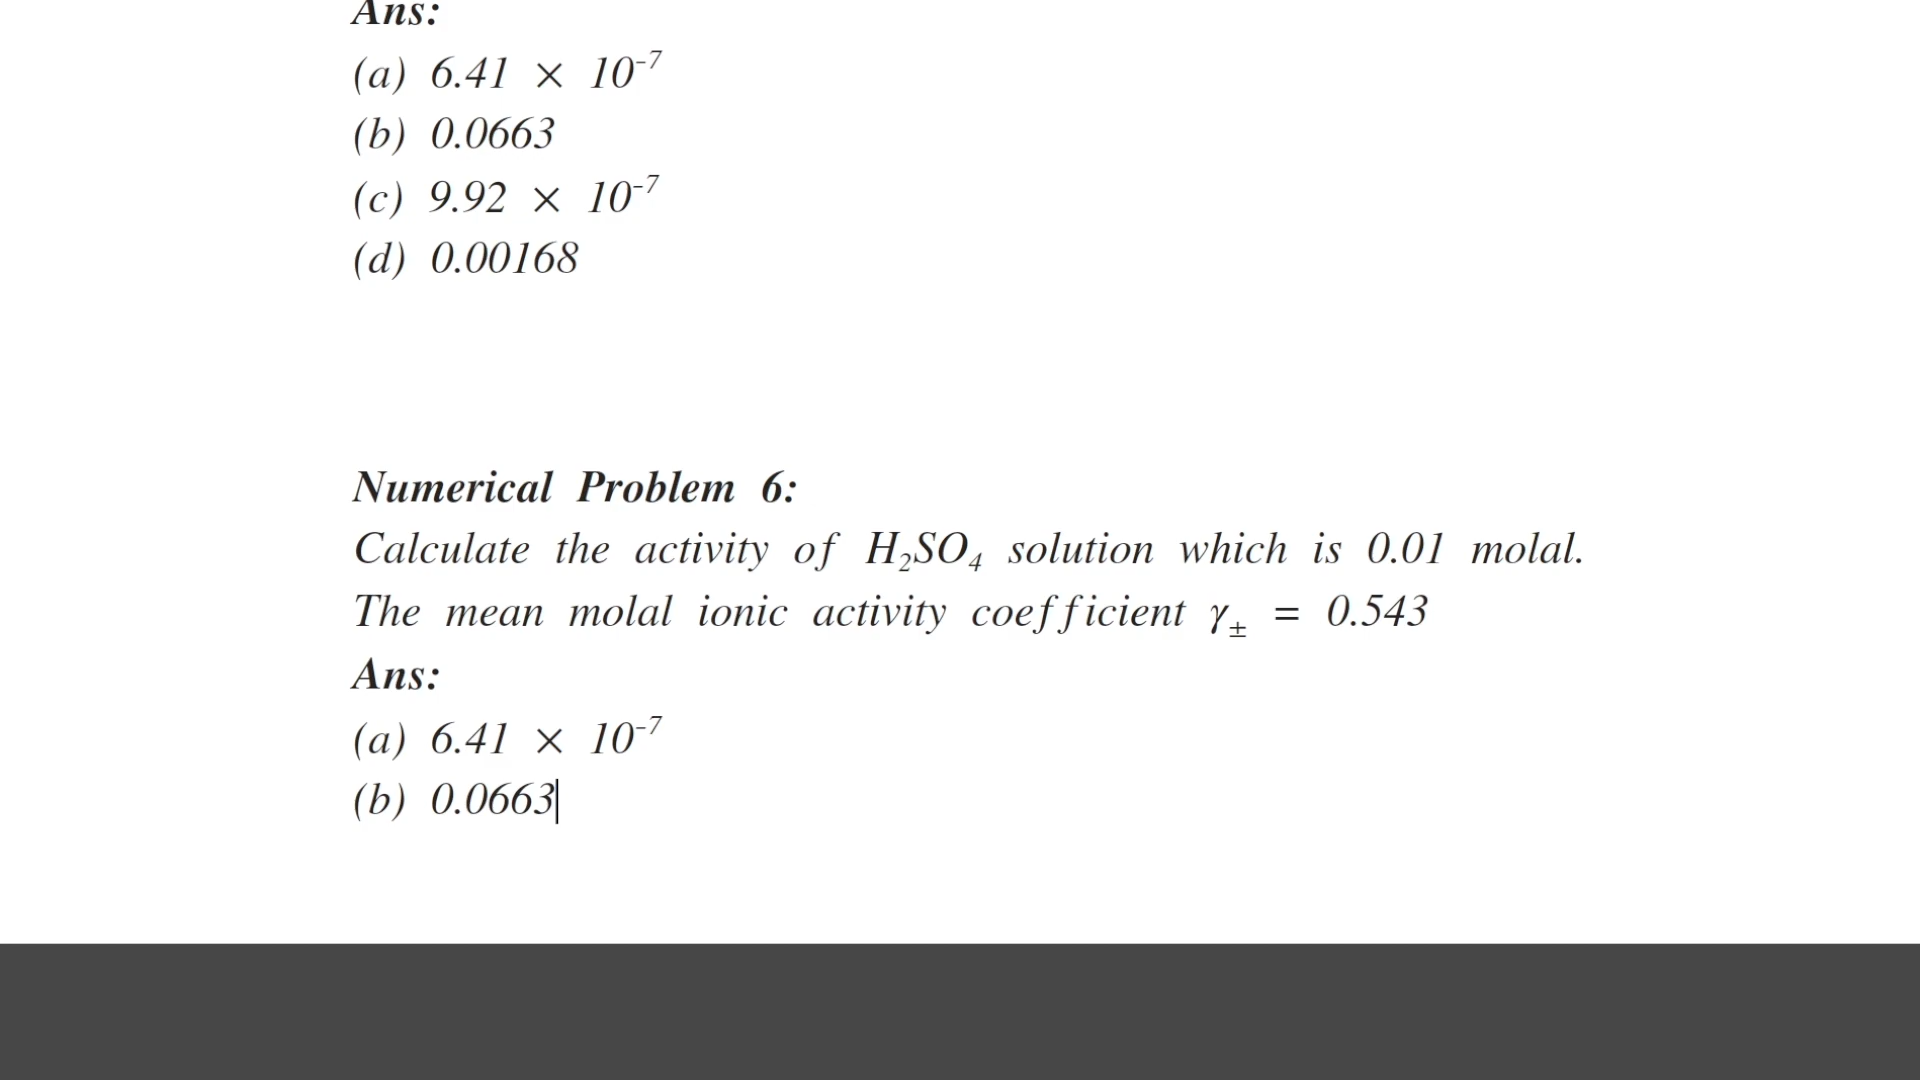 Ans:
(a) 6.41 × 10⁻⁷
(b) 0.0663
(c) 9.92 × 10⁻⁷
(d) 0.00168
Numerical Problem 6:
Calculate the activity of H₂SO₄ solution which is 0.01 molal.
The mean molal ionic activity coefficient γ± = 0.543
Ans:
(a) 6.41 × 10⁻⁷
(b) 0.0663